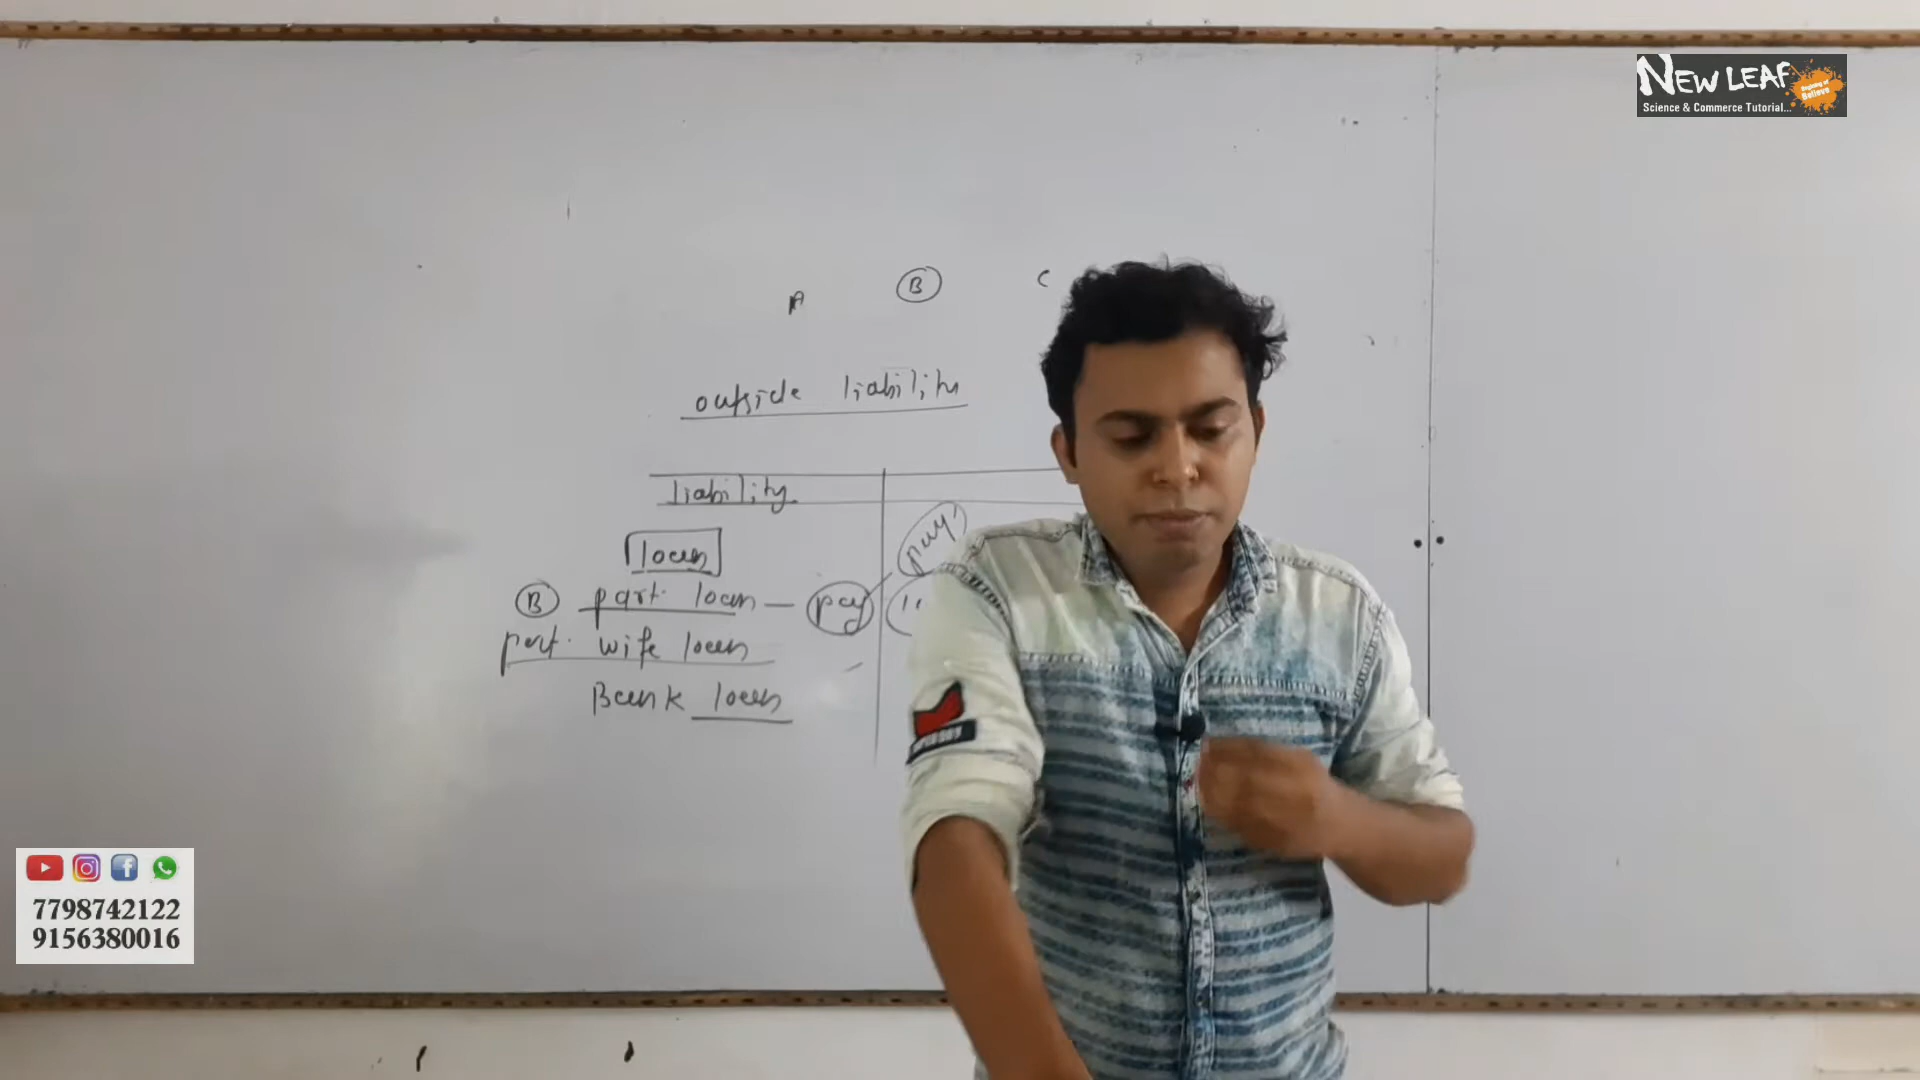 NEW LEAF
Science & Commerce Tutorial...
A B C
outside liability
liability
loan
pay
B part. loan — pay
part. wife loan
Bank loan
7798742122
9156380016